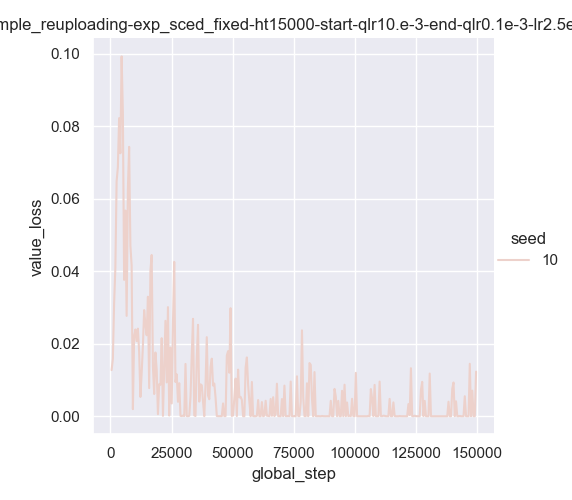 mple_reuploading-exp_sced_fixed-ht15000-start-qlr10.e-3-end-qlr0.1e-3-lr2.5e
0.10
0.08
0.06
0.04
0.02
0.00
value_loss
0 25000 50000 75000 100000 125000 150000
global_step
seed
10